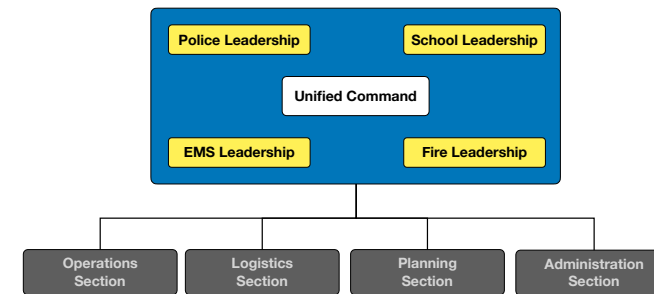 Police Leadership
School Leadership
Unified Command
EMS Leadership
Fire Leadership
Operations
Section
Logistics
Section
Planning
Section
Administration
Section